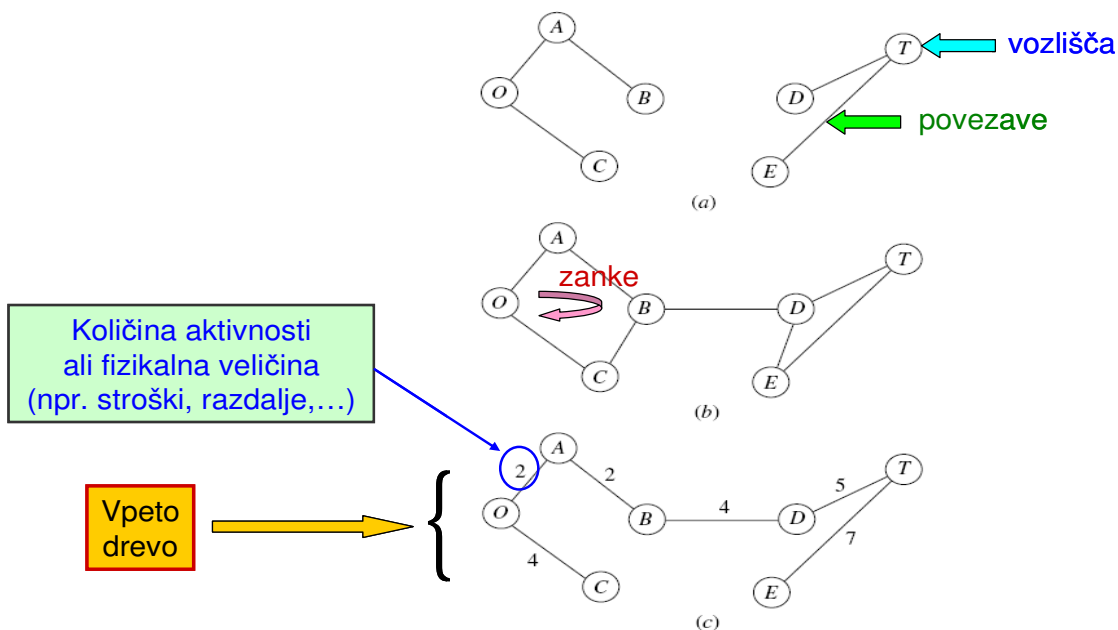 A
T
vozlišča
O
B
D
povezave
C
E
(a)
A
T
zanke
O
B
D
Količina aktivnosti
ali fizikalna veličina
(npr. stroški, razdalje,…)
C
E
(b)
A
T
2
2
5
Vpeto
drevo
O
B
4
D
4
7
C
E
(c)